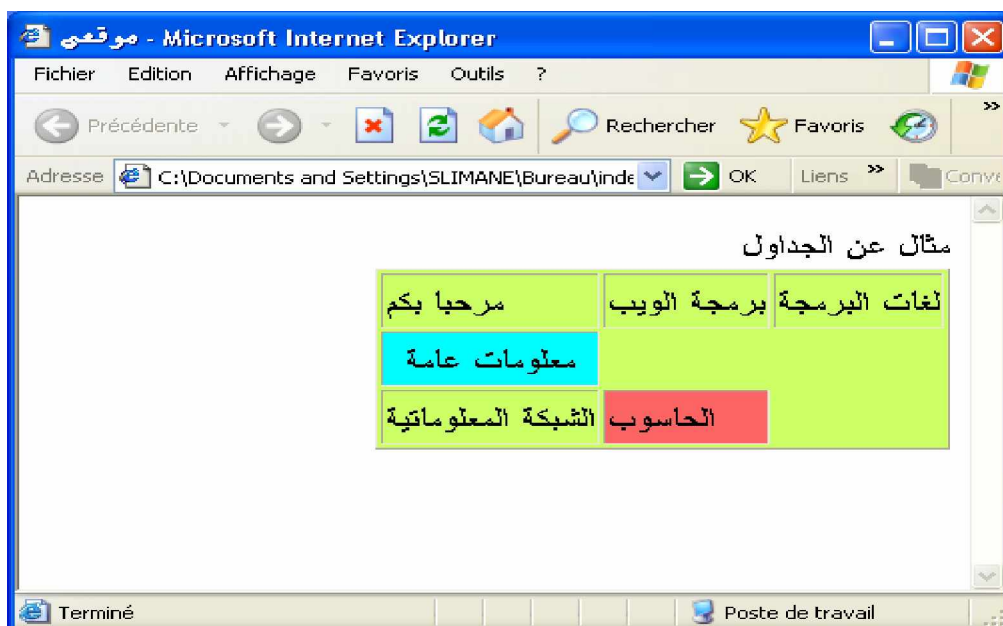 موقعي - Microsoft Internet Explorer
Fichier Edition Affichage Favoris Outils ?
Précédente Rechercher Favoris »
Adresse C:\Documents and Settings\SLIMANE\Bureau\inde OK Liens » Conve
مثال عن الجداول
مرحبا بكم برمجة الويب لغات البرمجة
معلومات عامة
الشبكة المعلوماتية الحاسوب
Terminé Poste de travail